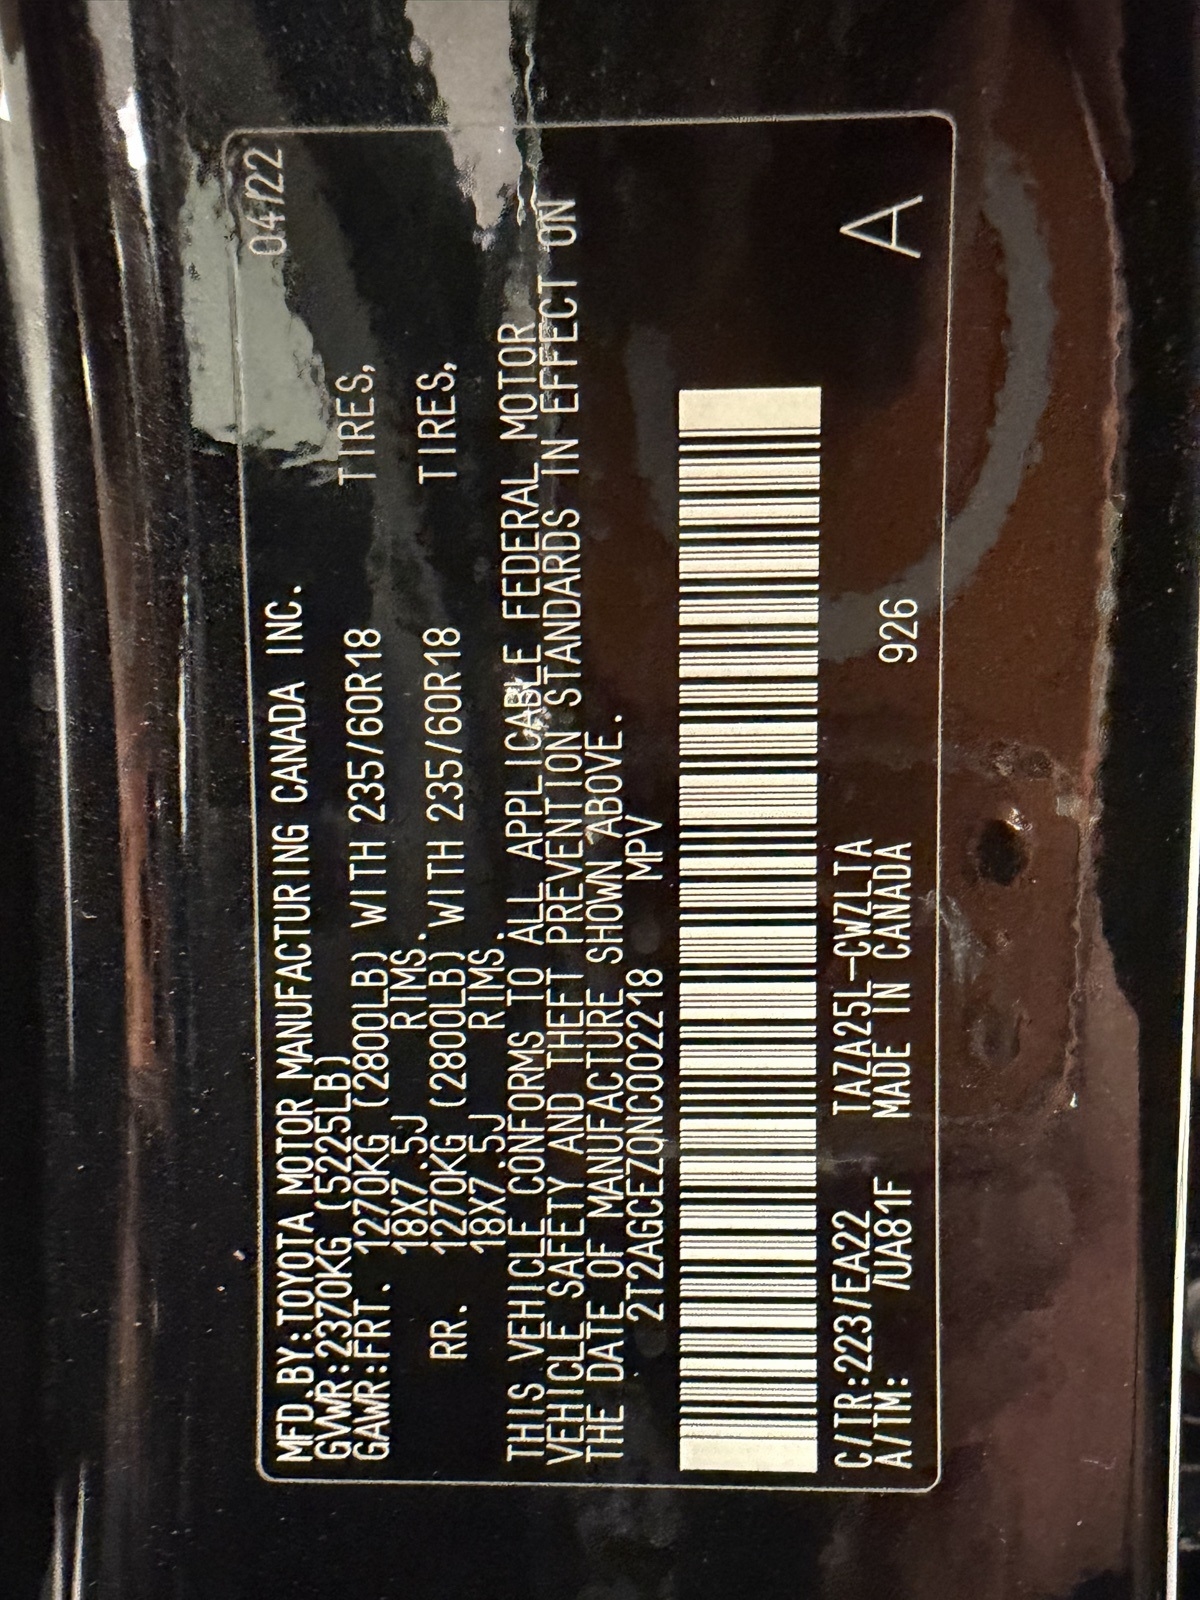 04/22
MFD.BY:TOYOTA MOTOR MANUFACTURING CANADA INC.
GVWR:2370KG (5225LB)
GAWR:FRT. 1270KG (2800LB) WITH 235/60R18 TIRES,
18X7.5J RIMS.
RR. 1270KG (2800LB) WITH 235/60R18 TIRES,
18X7.5J RIMS.
THIS VEHICLE CONFORMS TO ALL APPLICABLE FEDERAL MOTOR
VEHICLE SAFETY AND THEFT PREVENTION STANDARDS IN EFFECT ON
THE DATE OF MANUFACTURE SHOWN ABOVE.
2T2AGCEZ0NC002218 MPV
C/TR:223/EA22 TAZA25L-CWZLTA A
A/TM: /UA81F MADE IN CANADA 926